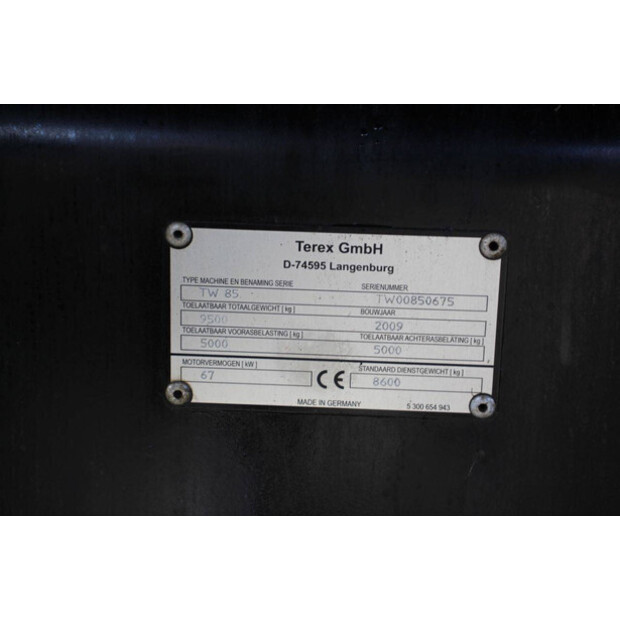 Terex GmbH
D-74595 Langenburg
TYPE MACHINE EN BENAMING SERIE SERIENUMMER
TW 85 TW00850675
TOELAATBAAR TOTAALGEWICHT [ kg ] BOUWJAAR
9500 2009
TOELAATBAAR VOORASBELASTING [ kg ] TOELAATBAAR ACHTERASBELATING [ kg ]
5000 5000
MOTORVERMOGEN [ kW ] STANDAARD DIENSTGEWICHT [ kg ]
67 CE 8600
MADE IN GERMANY 5 300 654 943